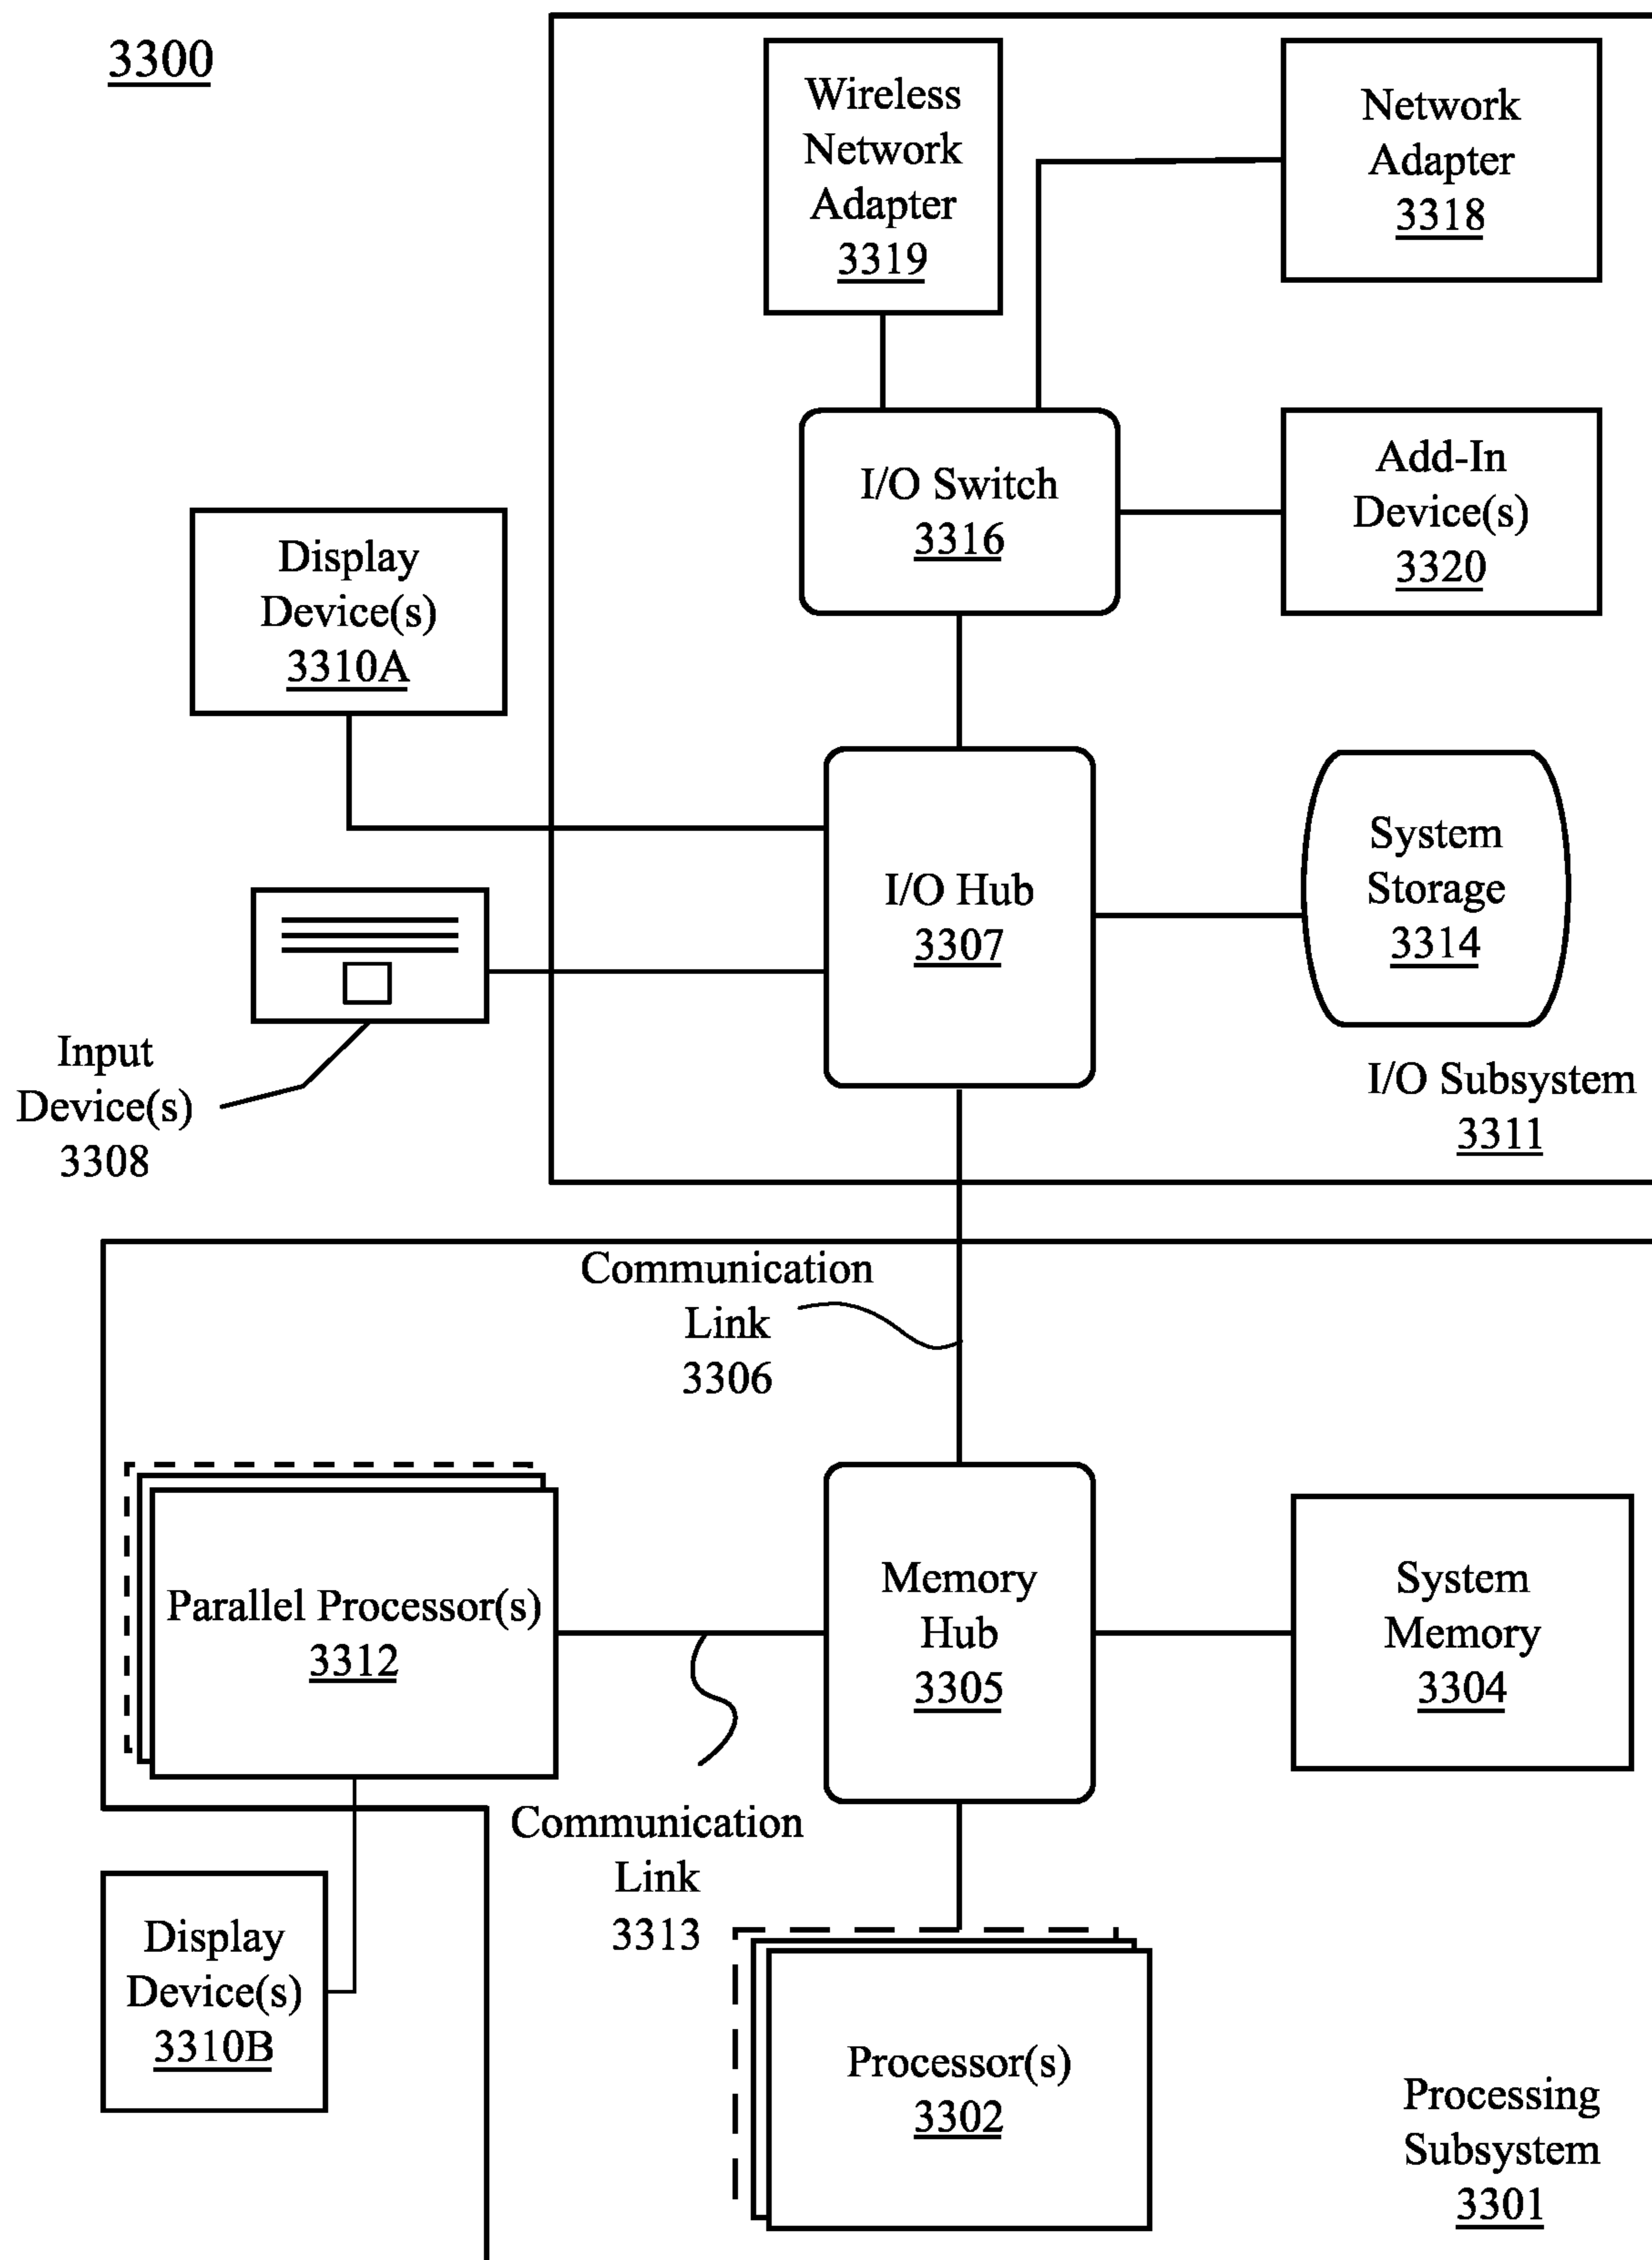 3300
Wireless
Network
Adapter
3319
Network
Adapter
3318
I/O Switch
3316
Add-In
Device(s)
3320
Display
Device(s)
3310A
I/O Hub
3307
System
Storage
3314
Input
Device(s)
3308
I/O Subsystem
3311
Communication
Link
3306
Parallel Processor(s)
3312
Memory
Hub
3305
System
Memory
3304
Communication
Link
3313
Display
Device(s)
3310B
Processor(s)
3302
Processing
Subsystem
3301